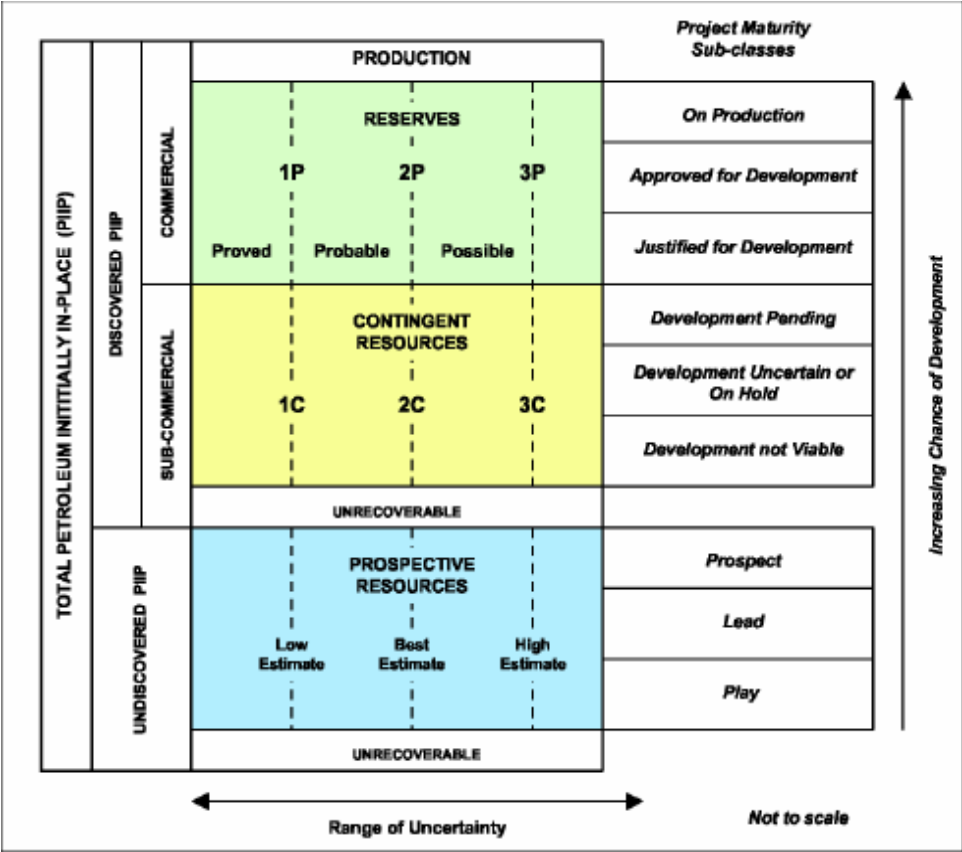 Project Maturity
Sub-classes
PRODUCTION
RESERVES
1P 2P 3P
Proved Probable Possible
CONTINGENT
RESOURCES
1C 2C 3C
UNRECOVERABLE
PROSPECTIVE
RESOURCES
Low
Estimate
Best
Estimate
High
Estimate
UNRECOVERABLE
On Production
Approved for Development
Justified for Development
Development Pending
Development Uncertain or
On Hold
Development not Viable
Prospect
Lead
Play
TOTAL PETROLEUM INITITIALLY IN-PLACE (PIIP)
DISCOVERED PIIP
UNDISCOVERED PIIP
COMMERCIAL
SUB-COMMERCIAL
Increasing Chance of Development
Range of Uncertainty
Not to scale